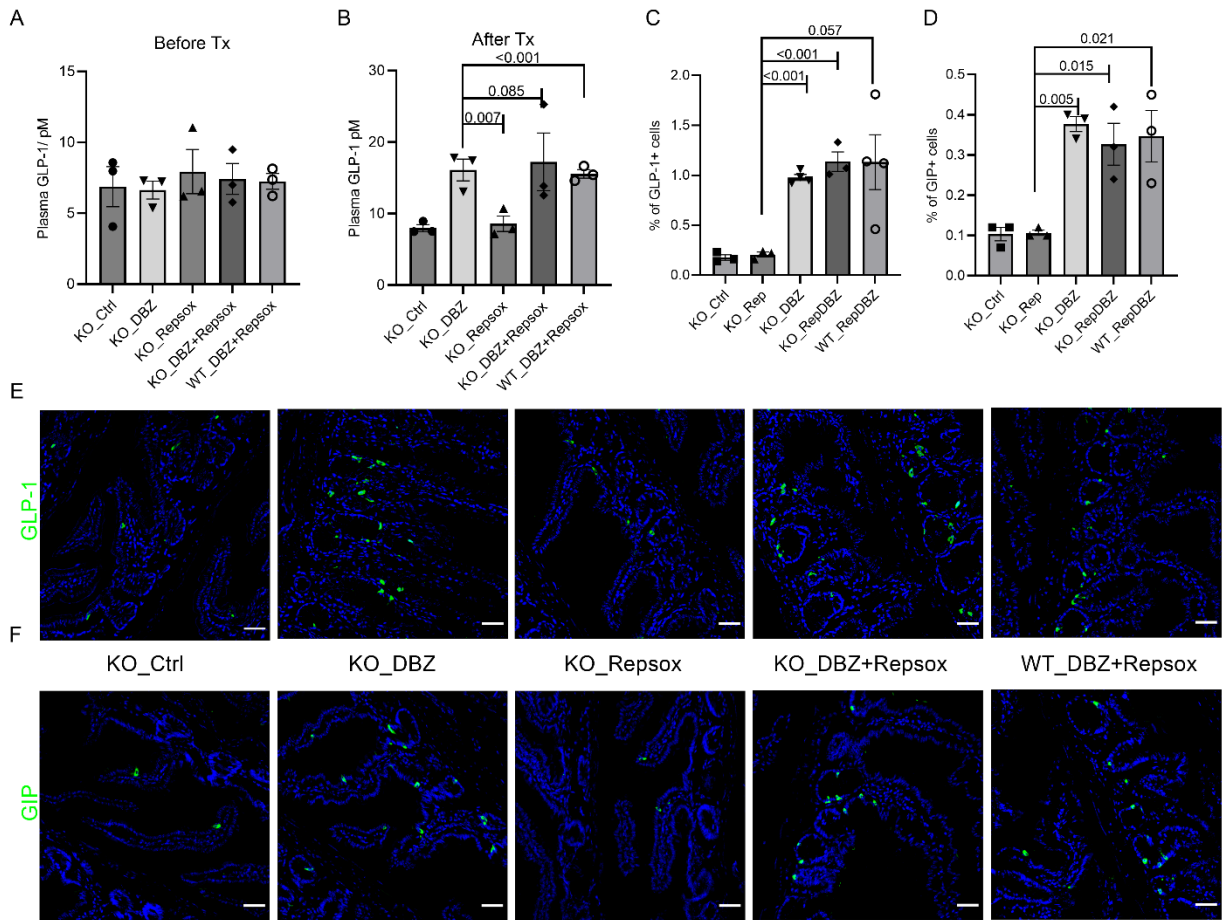 A
Before Tx
Plasma GLP-1/ pM
15
10
5
0
KO_Ctrl
KO_DBZ
KO_Repsox
KO_DBZ+Repsox
WT_DBZ+Repsox
B
After Tx
Plasma GLP-1 pM
30
20
10
0
<0.001
0.085
0.007
KO_Ctrl
KO_DBZ
KO_Repsox
KO_DBZ+Repsox
WT_DBZ+Repsox
C
% of GLP-1+ cells
2.0
1.5
1.0
0.5
0.0
0.057
<0.001
<0.001
KO_Ctrl
KO_Rep
KO_DBZ
KO_RepDBZ
WT_RepDBZ
D
% of GIP+ cells
0.5
0.4
0.3
0.2
0.1
0.0
0.021
0.015
0.005
KO_Ctrl
KO_Rep
KO_DBZ
KO_RepDBZ
WT_RepDBZ
E
GLP-1
F
KO_Ctrl
KO_DBZ
KO_Repsox
KO_DBZ+Repsox
WT_DBZ+Repsox
GIP